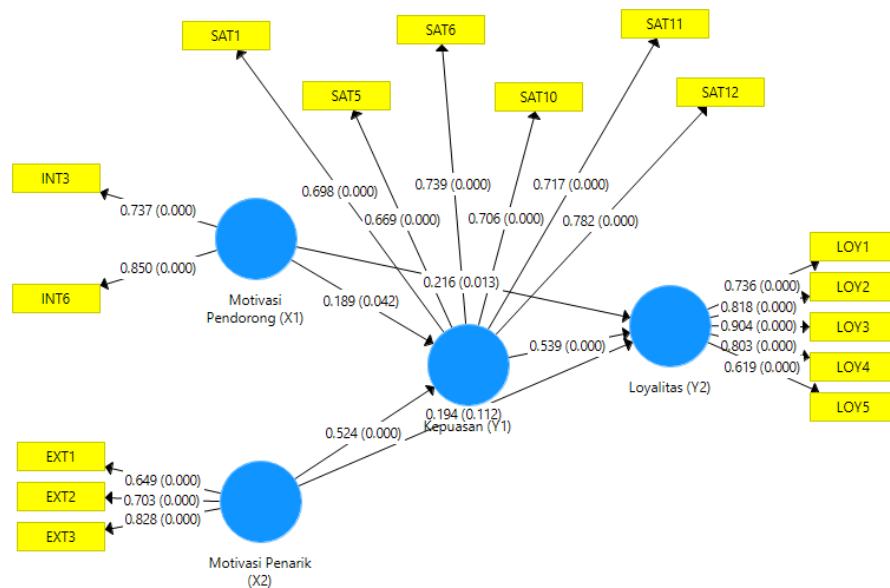 SAT1
SAT6
SAT11
SAT5
SAT10
SAT12
INT3
0.739 (0.000)
0.717 (0.000)
0.698 (0.000)
0.706 (0.000)
0.782 (0.000)
0.737 (0.000)
0.669 (0.000)
LOY1
0.850 (0.000)
0.216 (0.013)
0.736 (0.000)
LOY2
INT6
0.818 (0.000)
Motivasi
Pendorong (X1)
0.189 (0.042)
0.904 (0.000)
LOY3
0.539 (0.000)
0.803 (0.000)
LOY4
0.619 (0.000)
Loyalitas (Y2)
LOY5
0.194 (0.112)
Kepuasan (Y1)
0.524 (0.000)
EXT1
0.649 (0.000)
EXT2
0.703 (0.000)
EXT3
0.828 (0.000)
Motivasi Penarik
(X2)